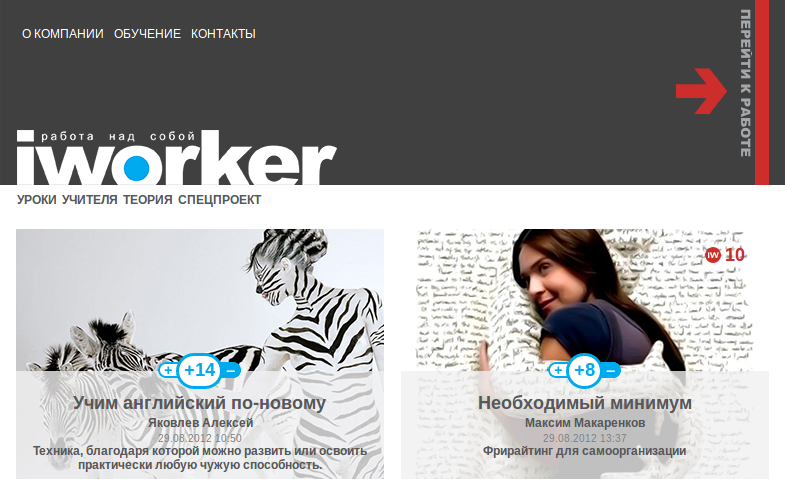 О КОМПАНИИ ОБУЧЕНИЕ КОНТАКТЫ
ПЕРЕЙТИ К РАБОТЕ
работа над собой
iworker
УРОКИ УЧИТЕЛЯ ТЕОРИЯ СПЕЦПРОЕКТ
iw 10
+ +14 –
Учим английский по-новому
Яковлев Алексей
29.08.2012 10:50
Техника, благодаря которой можно развить или освоить
практически любую чужую способность.
+ +8 –
Необходимый минимум
Максим Макаренков
29.08.2012 13:37
Фрирайтинг для самоорганизации